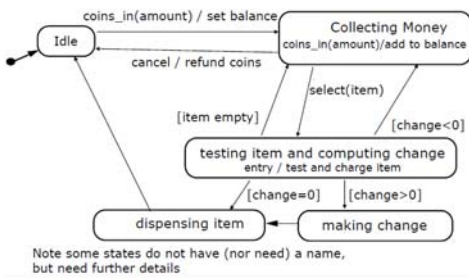 coins_in(amount) / set balance
Idle
Collecting Money
coins_in(amount)/add to balance
cancel / refund coins
select(item)
[item empty]
[change<0]
testing item and computing change
entry / test and charge item
[change=0]
[change>0]
dispensing item
making change
Note some states do not have (nor need) a name,
but need further details